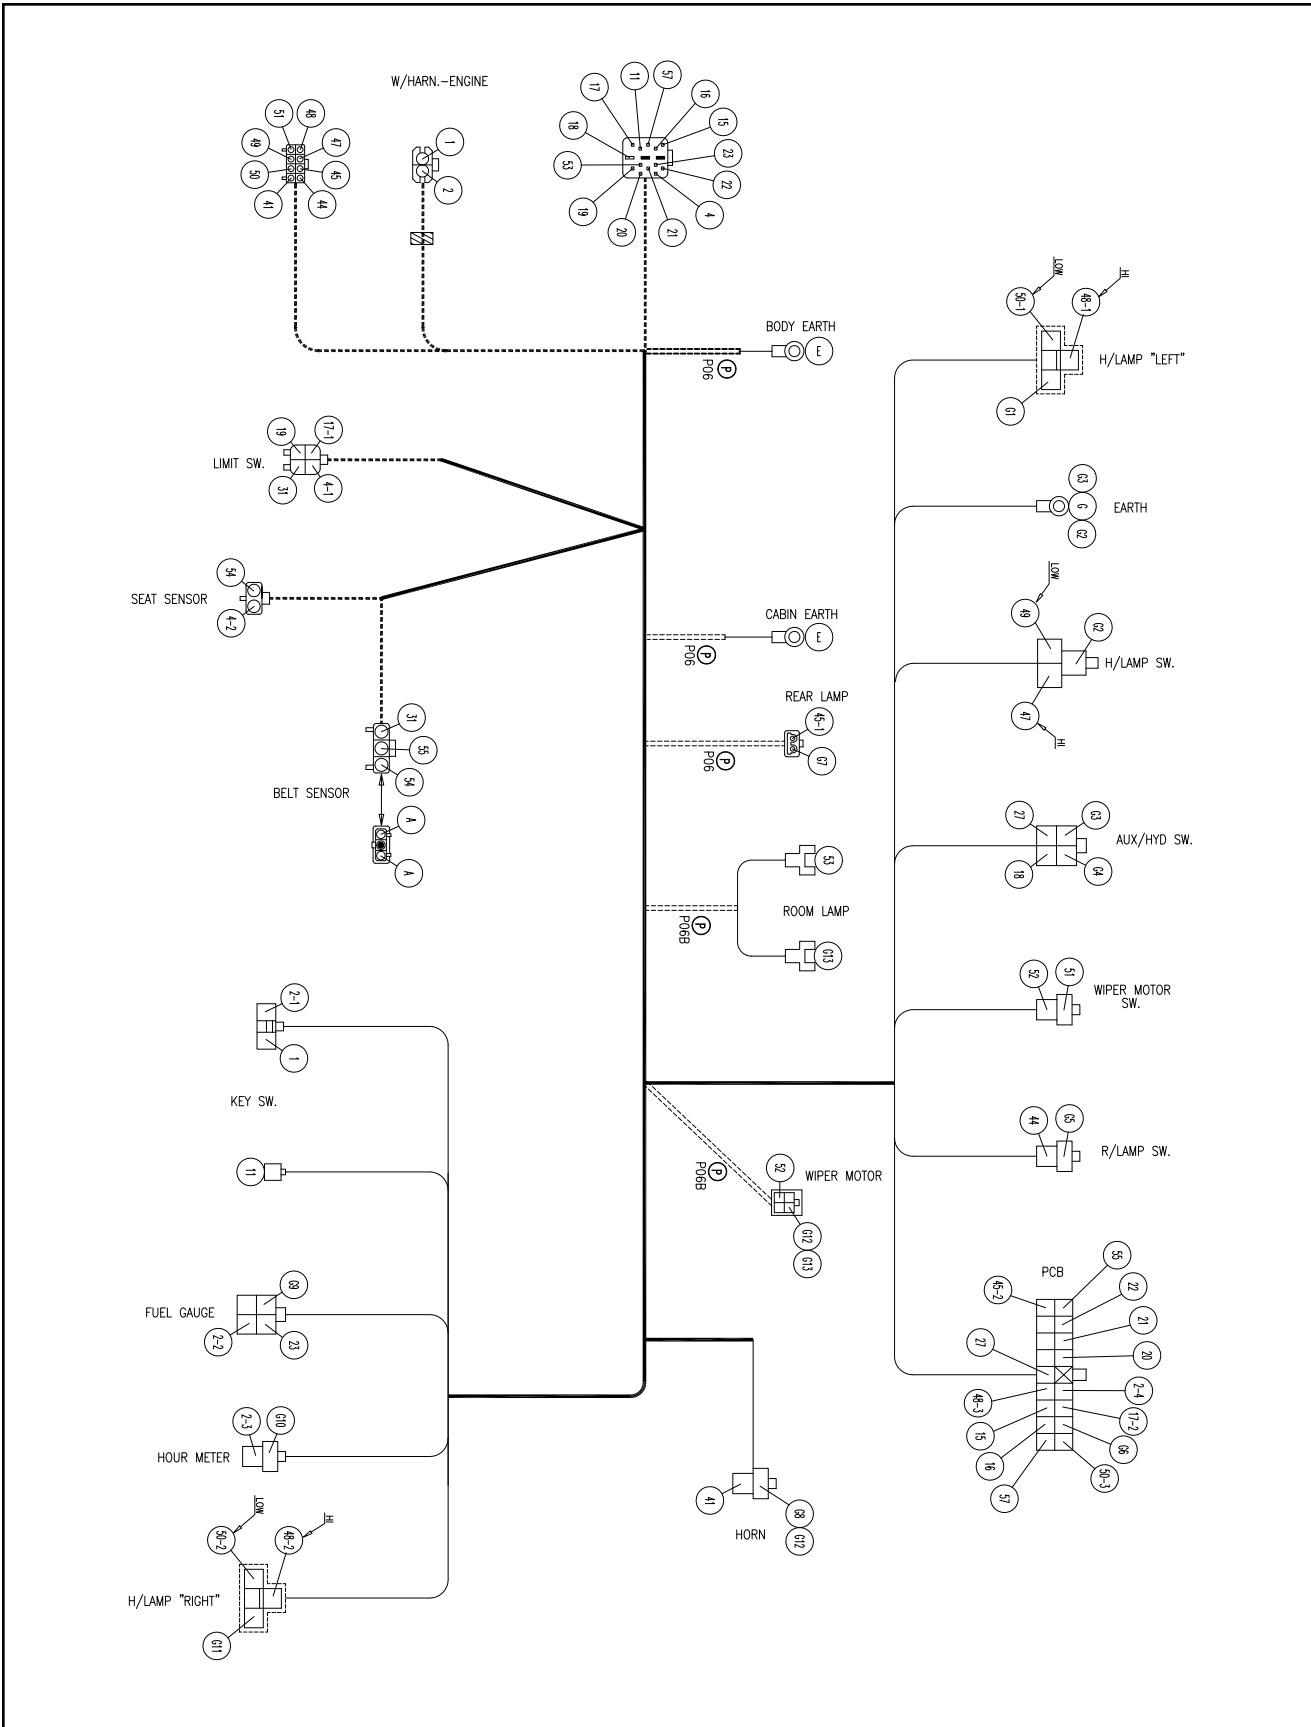 W/HARN.-ENGINE
51
48
49
47
50
45
41
44
1
2
17
11
57
16
15
18
23
53
22
19
4
20
21
BODY EARTH
E
P
P06
LOW
HI
50-1
48-1
H/LAMP "LEFT"
G1
19
17-1
LIMIT SW.
31
4-1
G3
G
G2
EARTH
54
SEAT SENSOR
4-2
CABIN EARTH
E
P
P06
LOW
49
G2
H/LAMP SW.
47
HI
31
55
54
BELT SENSOR
A
A
REAR LAMP
45-1
G7
P
P06
27
G3
AUX/HYD SW.
18
G4
53
ROOM LAMP
P
P06B
G13
2-1
1
KEY SW.
52
51
WIPER MOTOR
SW.
44
G5
R/LAMP SW.
11
52
WIPER MOTOR
P
P06B
G12
G13
G9
FUEL GAUGE
2-2
23
PCB
45-2
55
22
21
27
20
48-3
2-4
15
17-2
16
G6
57
50-3
2-3
G10
HOUR METER
41
G8
G12
HORN
LOW
HI
50-2
48-2
H/LAMP "RIGHT"
G11